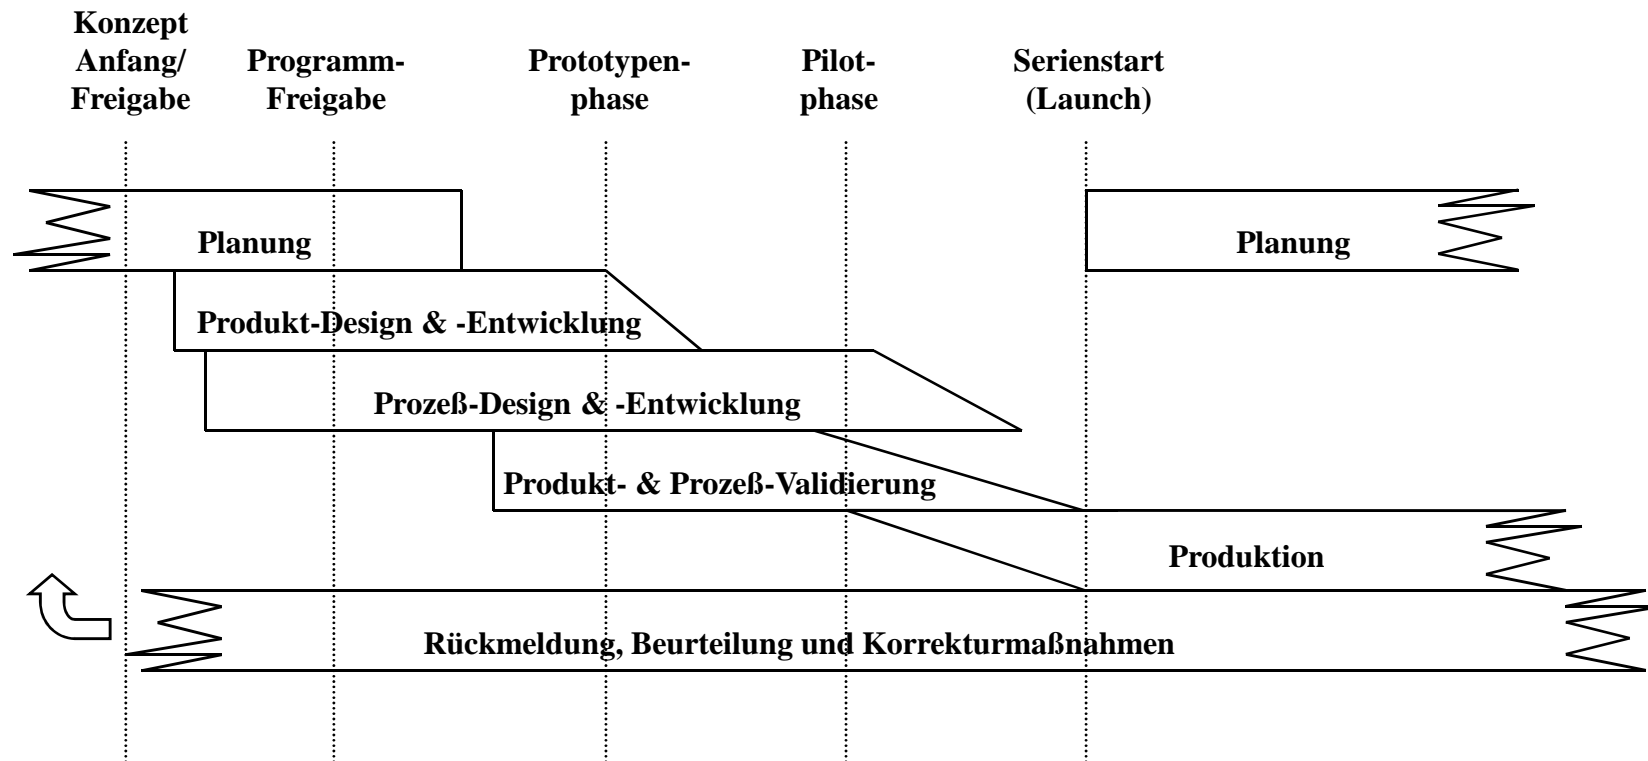 Konzept
Anfang/
Freigabe
Programm-
Freigabe
Prototypen-
phase
Pilot-
phase
Serienstart
(Launch)
Planung
Planung
Produkt-Design & -Entwicklung
Prozeß-Design & -Entwicklung
Produkt- & Prozeß-Validierung
Produktion
Rückmeldung, Beurteilung und Korrekturmaßnahmen